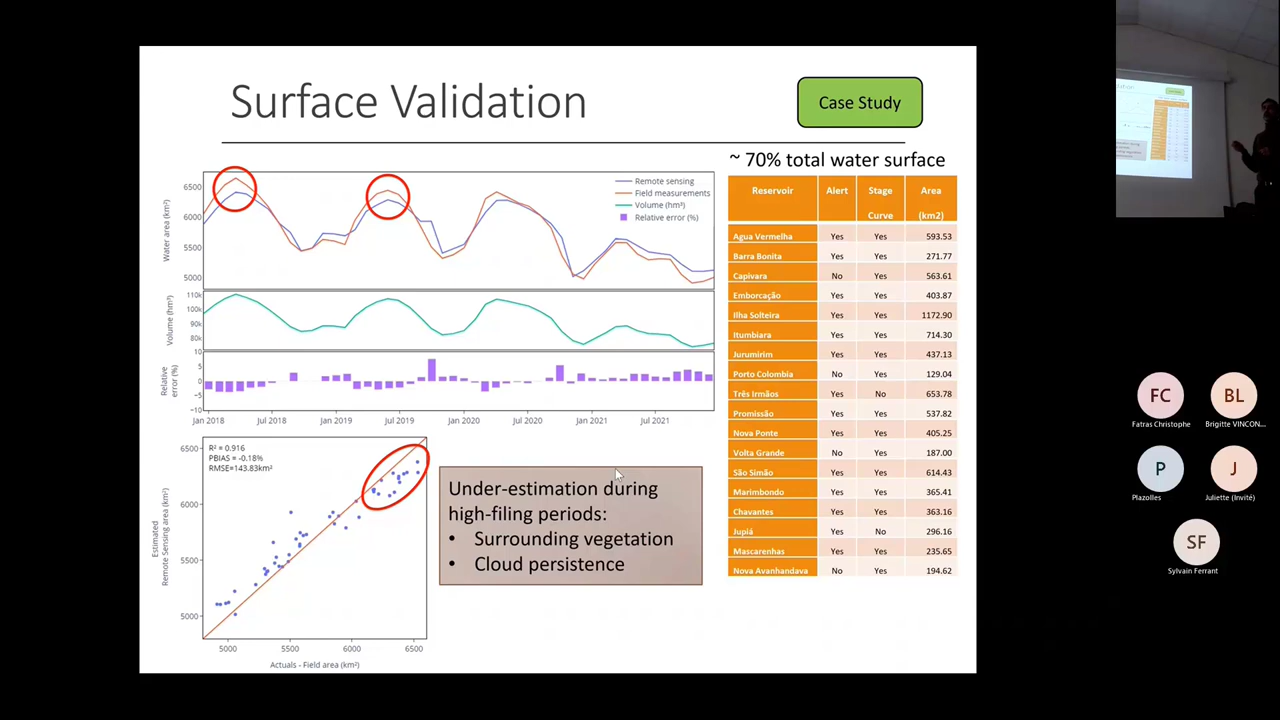 Surface Validation
Case Study
~ 70% total water surface
Remote sensing
Field measurements
Volume (hm³)
Relative error (%)
Water area (km²)
6500
6000
5500
5000
Volume (hm³)
110k
100k
90k
80k
Relative
error (%)
10
5
0
−5
−10
Jan 2018
Jul 2018
Jan 2019
Jul 2019
Jan 2020
Jul 2020
Jan 2021
Jul 2021
R² = 0.916
PBIAS = -0.18%
RMSE=143.83km²
Estimated
Remote Sensing area (km²)
6500
6000
5500
5000
5000
5500
6000
6500
Actuals - Field area (km²)
Under-estimation during
high-filing periods:
• Surrounding vegetation
• Cloud persistence
Reservoir Alert Stage Curve Area (km2)
Agua Vermelha Yes Yes 593.53
Barra Bonita Yes Yes 271.77
Capivara No Yes 563.61
Emborcação Yes Yes 403.87
Ilha Solteira Yes Yes 1172.90
Itumbiara Yes Yes 714.30
Jurumirim Yes Yes 437.13
Porto Colombia No Yes 129.04
Três Irmãos Yes No 653.78
Promissão Yes Yes 537.82
Nova Ponte Yes Yes 405.25
Volta Grande No Yes 187.00
São Simão Yes Yes 614.43
Marimbondo Yes Yes 365.41
Chavantes Yes Yes 363.16
Jupiá Yes No 296.16
Mascarenhas Yes Yes 235.65
Nova Avanhandava No Yes 194.62
FC
Fatras Christophe
BL
Brigitte VINCON...
P
Plazolles
J
Juliette (Invité)
SF
Sylvain Ferrant